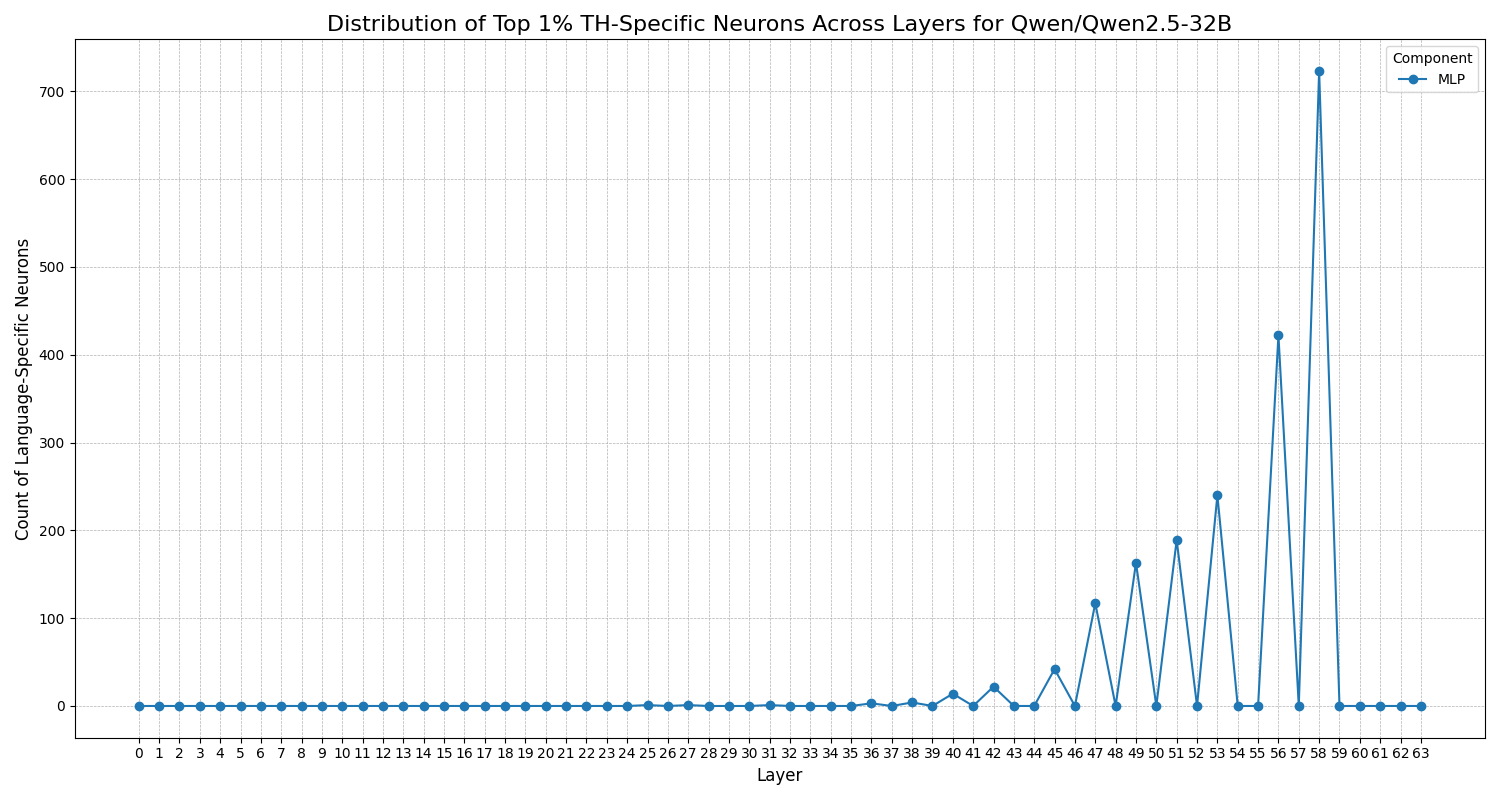 Distribution of Top 1% TH-Specific Neurons Across Layers for Qwen/Qwen2.5-32B
Component
MLP
Count of Language-Specific Neurons
700
600
500
400
300
200
100
0
0 1 2 3 4 5 6 7 8 9 10 11 12 13 14 15 16 17 18 19 20 21 22 23 24 25 26 27 28 29 30 31 32 33 34 35 36 37 38 39 40 41 42 43 44 45 46 47 48 49 50 51 52 53 54 55 56 57 58 59 60 61 62 63
Layer